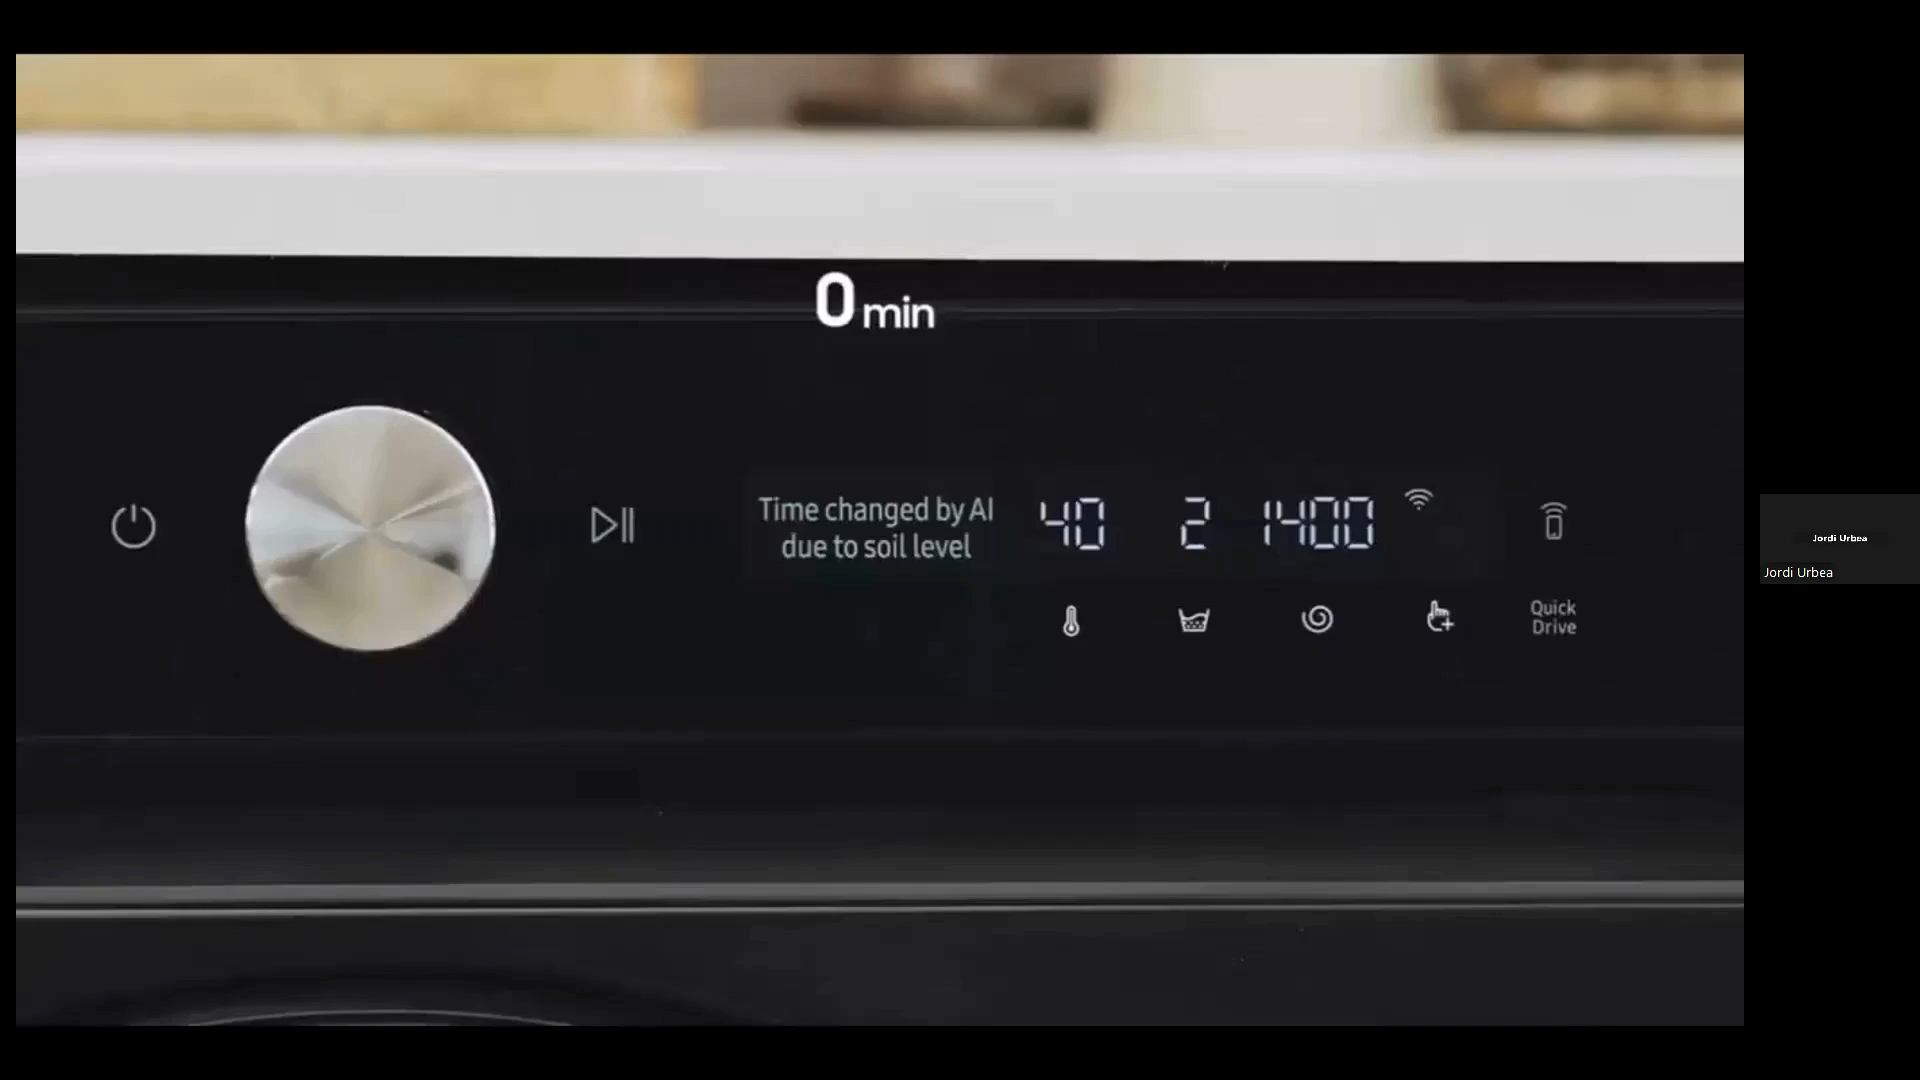 0 min
Time changed by AI
due to soil level
40 2 1400
Quick
Drive
Jordi Urbea
Jordi Urbea